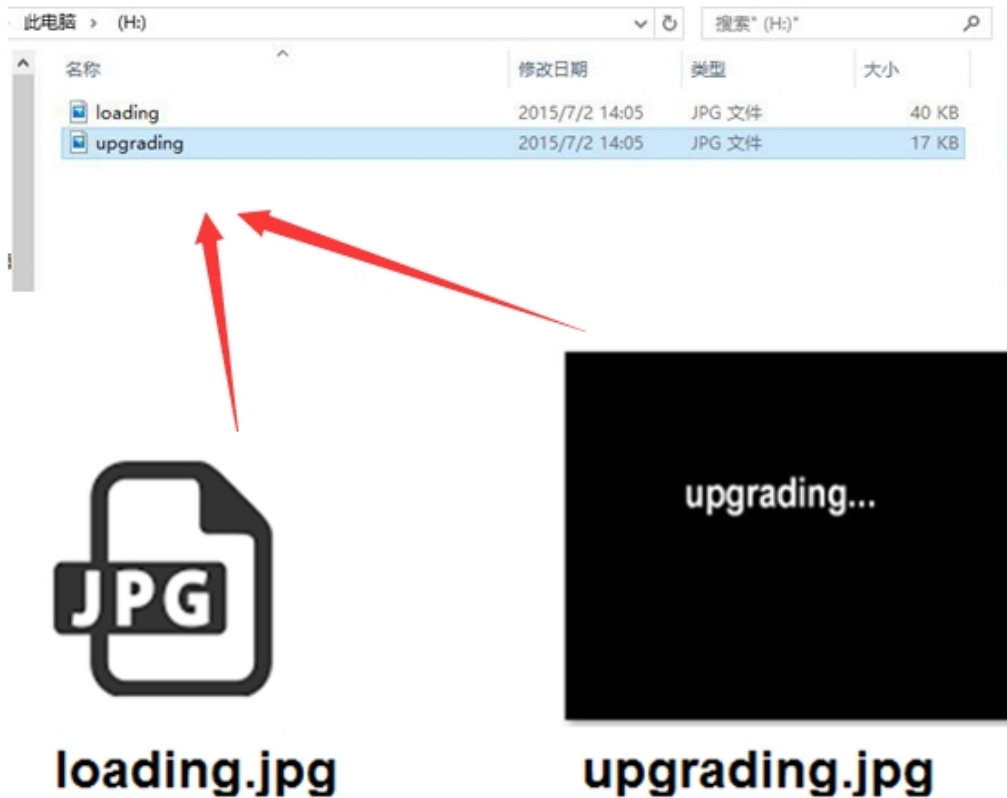 此电脑 > (H:) 搜索" (H:)"
名称 修改日期 类型 大小
loading 2015/7/2 14:05 JPG 文件 40 KB
upgrading 2015/7/2 14:05 JPG 文件 17 KB
upgrading...
JPG
loading.jpg
upgrading.jpg